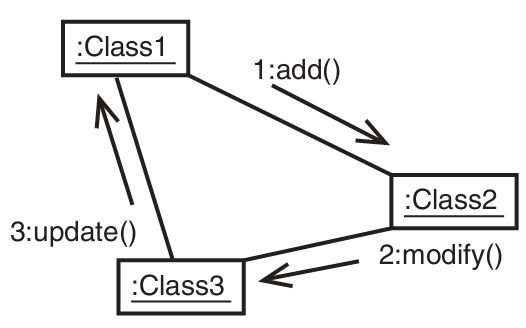 :Class1
1:add()
:Class2
3:update()
2:modify()
:Class3